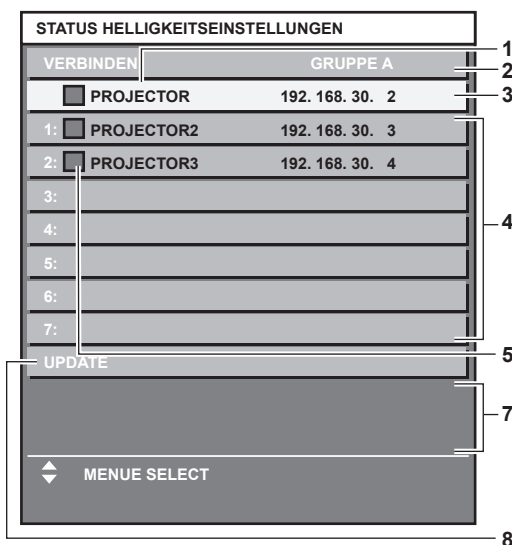 STATUS HELLIGKEITSEINSTELLUNGEN
VERBINDEN GRUPPE A
PROJECTOR 192. 168. 30. 2
1: PROJECTOR2 192. 168. 30. 3
2: PROJECTOR3 192. 168. 30. 4
3:
4:
5:
6:
7:
UPDATE
MENUE SELECT
1
2
3
4
5
7
8